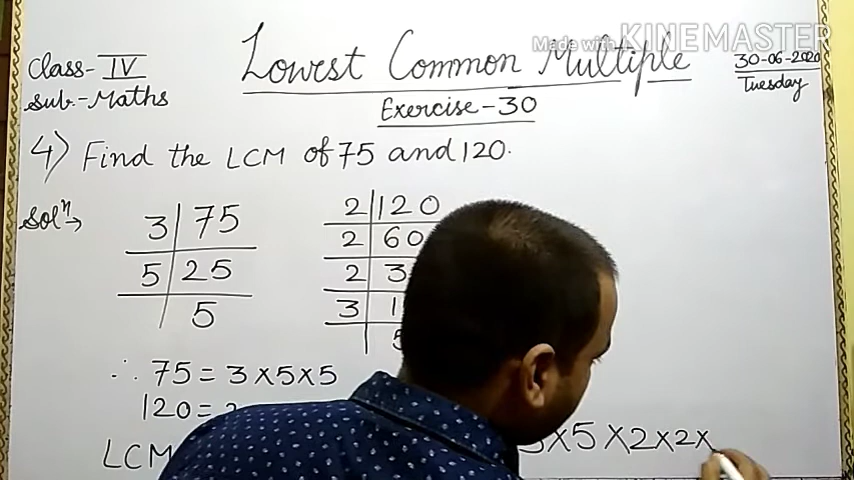 Made with KINEMASTER
Class-IV
Sub.-Maths
Lowest Common Multiple
Exercise-30
30-06-2020
Tuesday
4) Find the LCM of 75 and 120.
Solⁿ→
3 | 75
5 | 25
5
2 | 120
2 | 60
2 | 3
3 | 1
5
∴ 75 = 3×5×5
120=
LCM ×5×2×2×